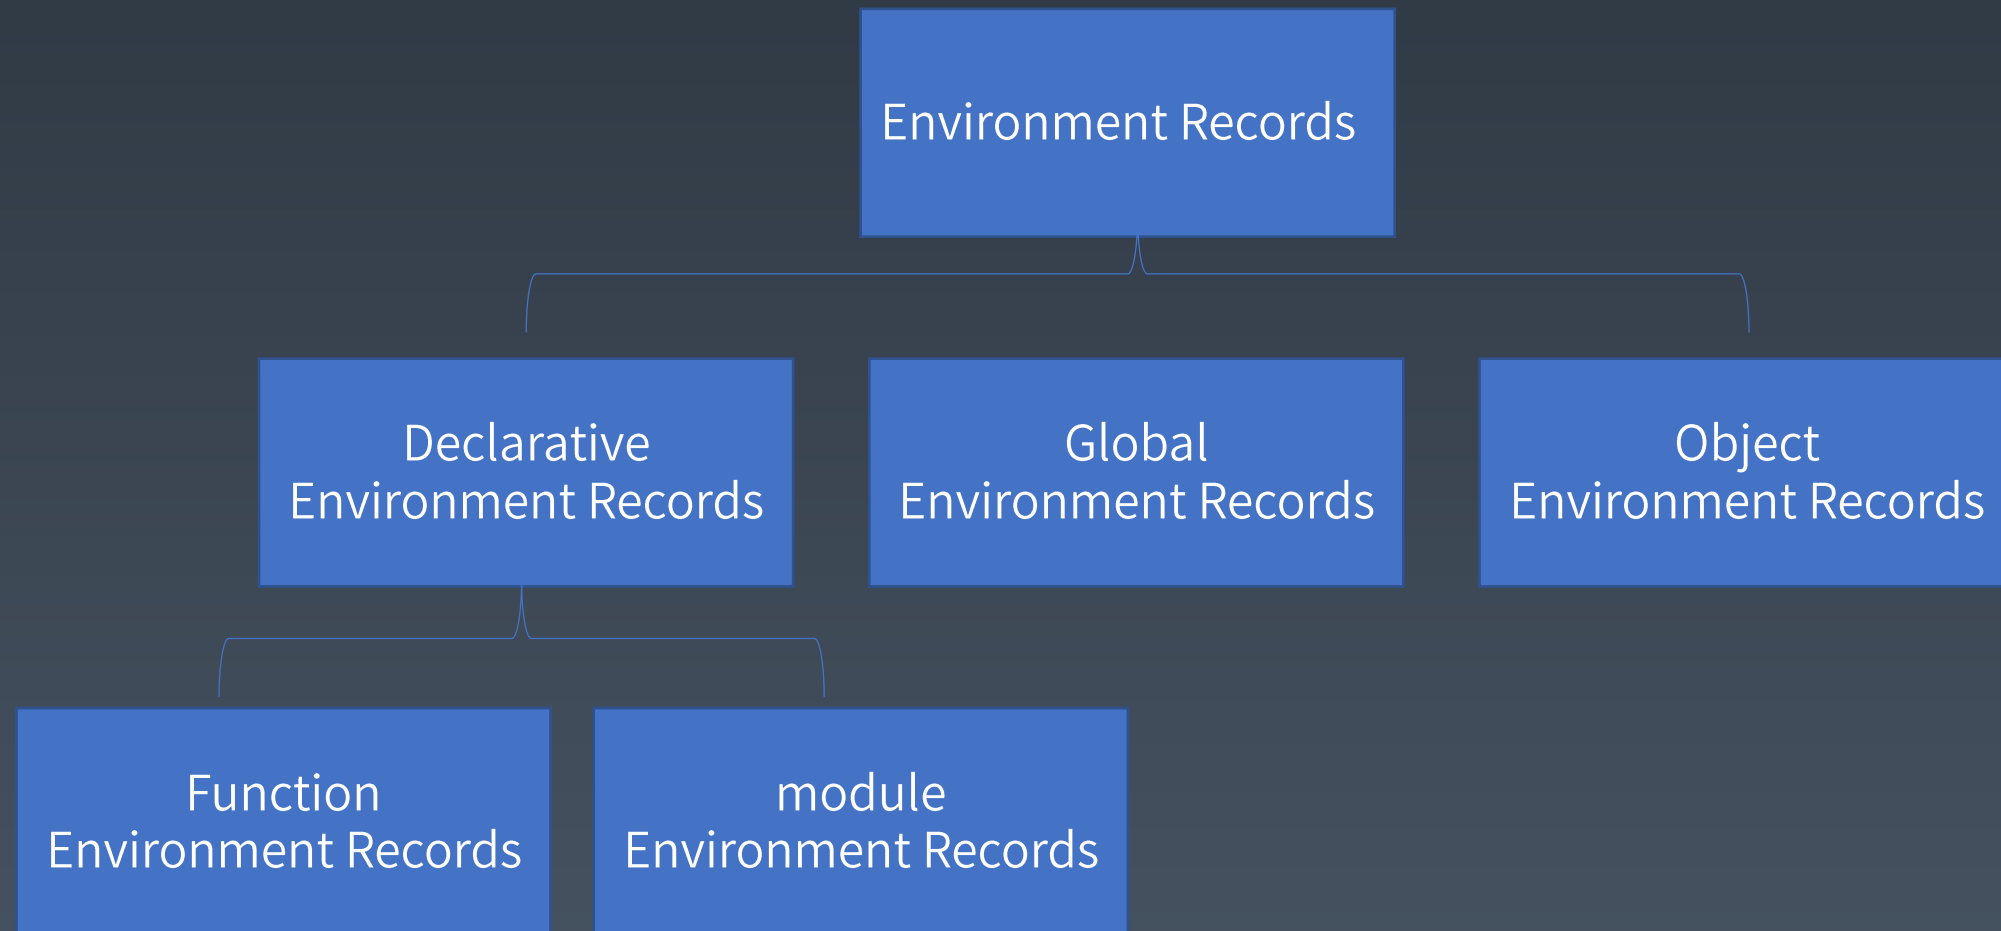 Environment Records
Declarative
Environment Records
Global
Environment Records
Object
Environment Records
Function
Environment Records
module
Environment Records